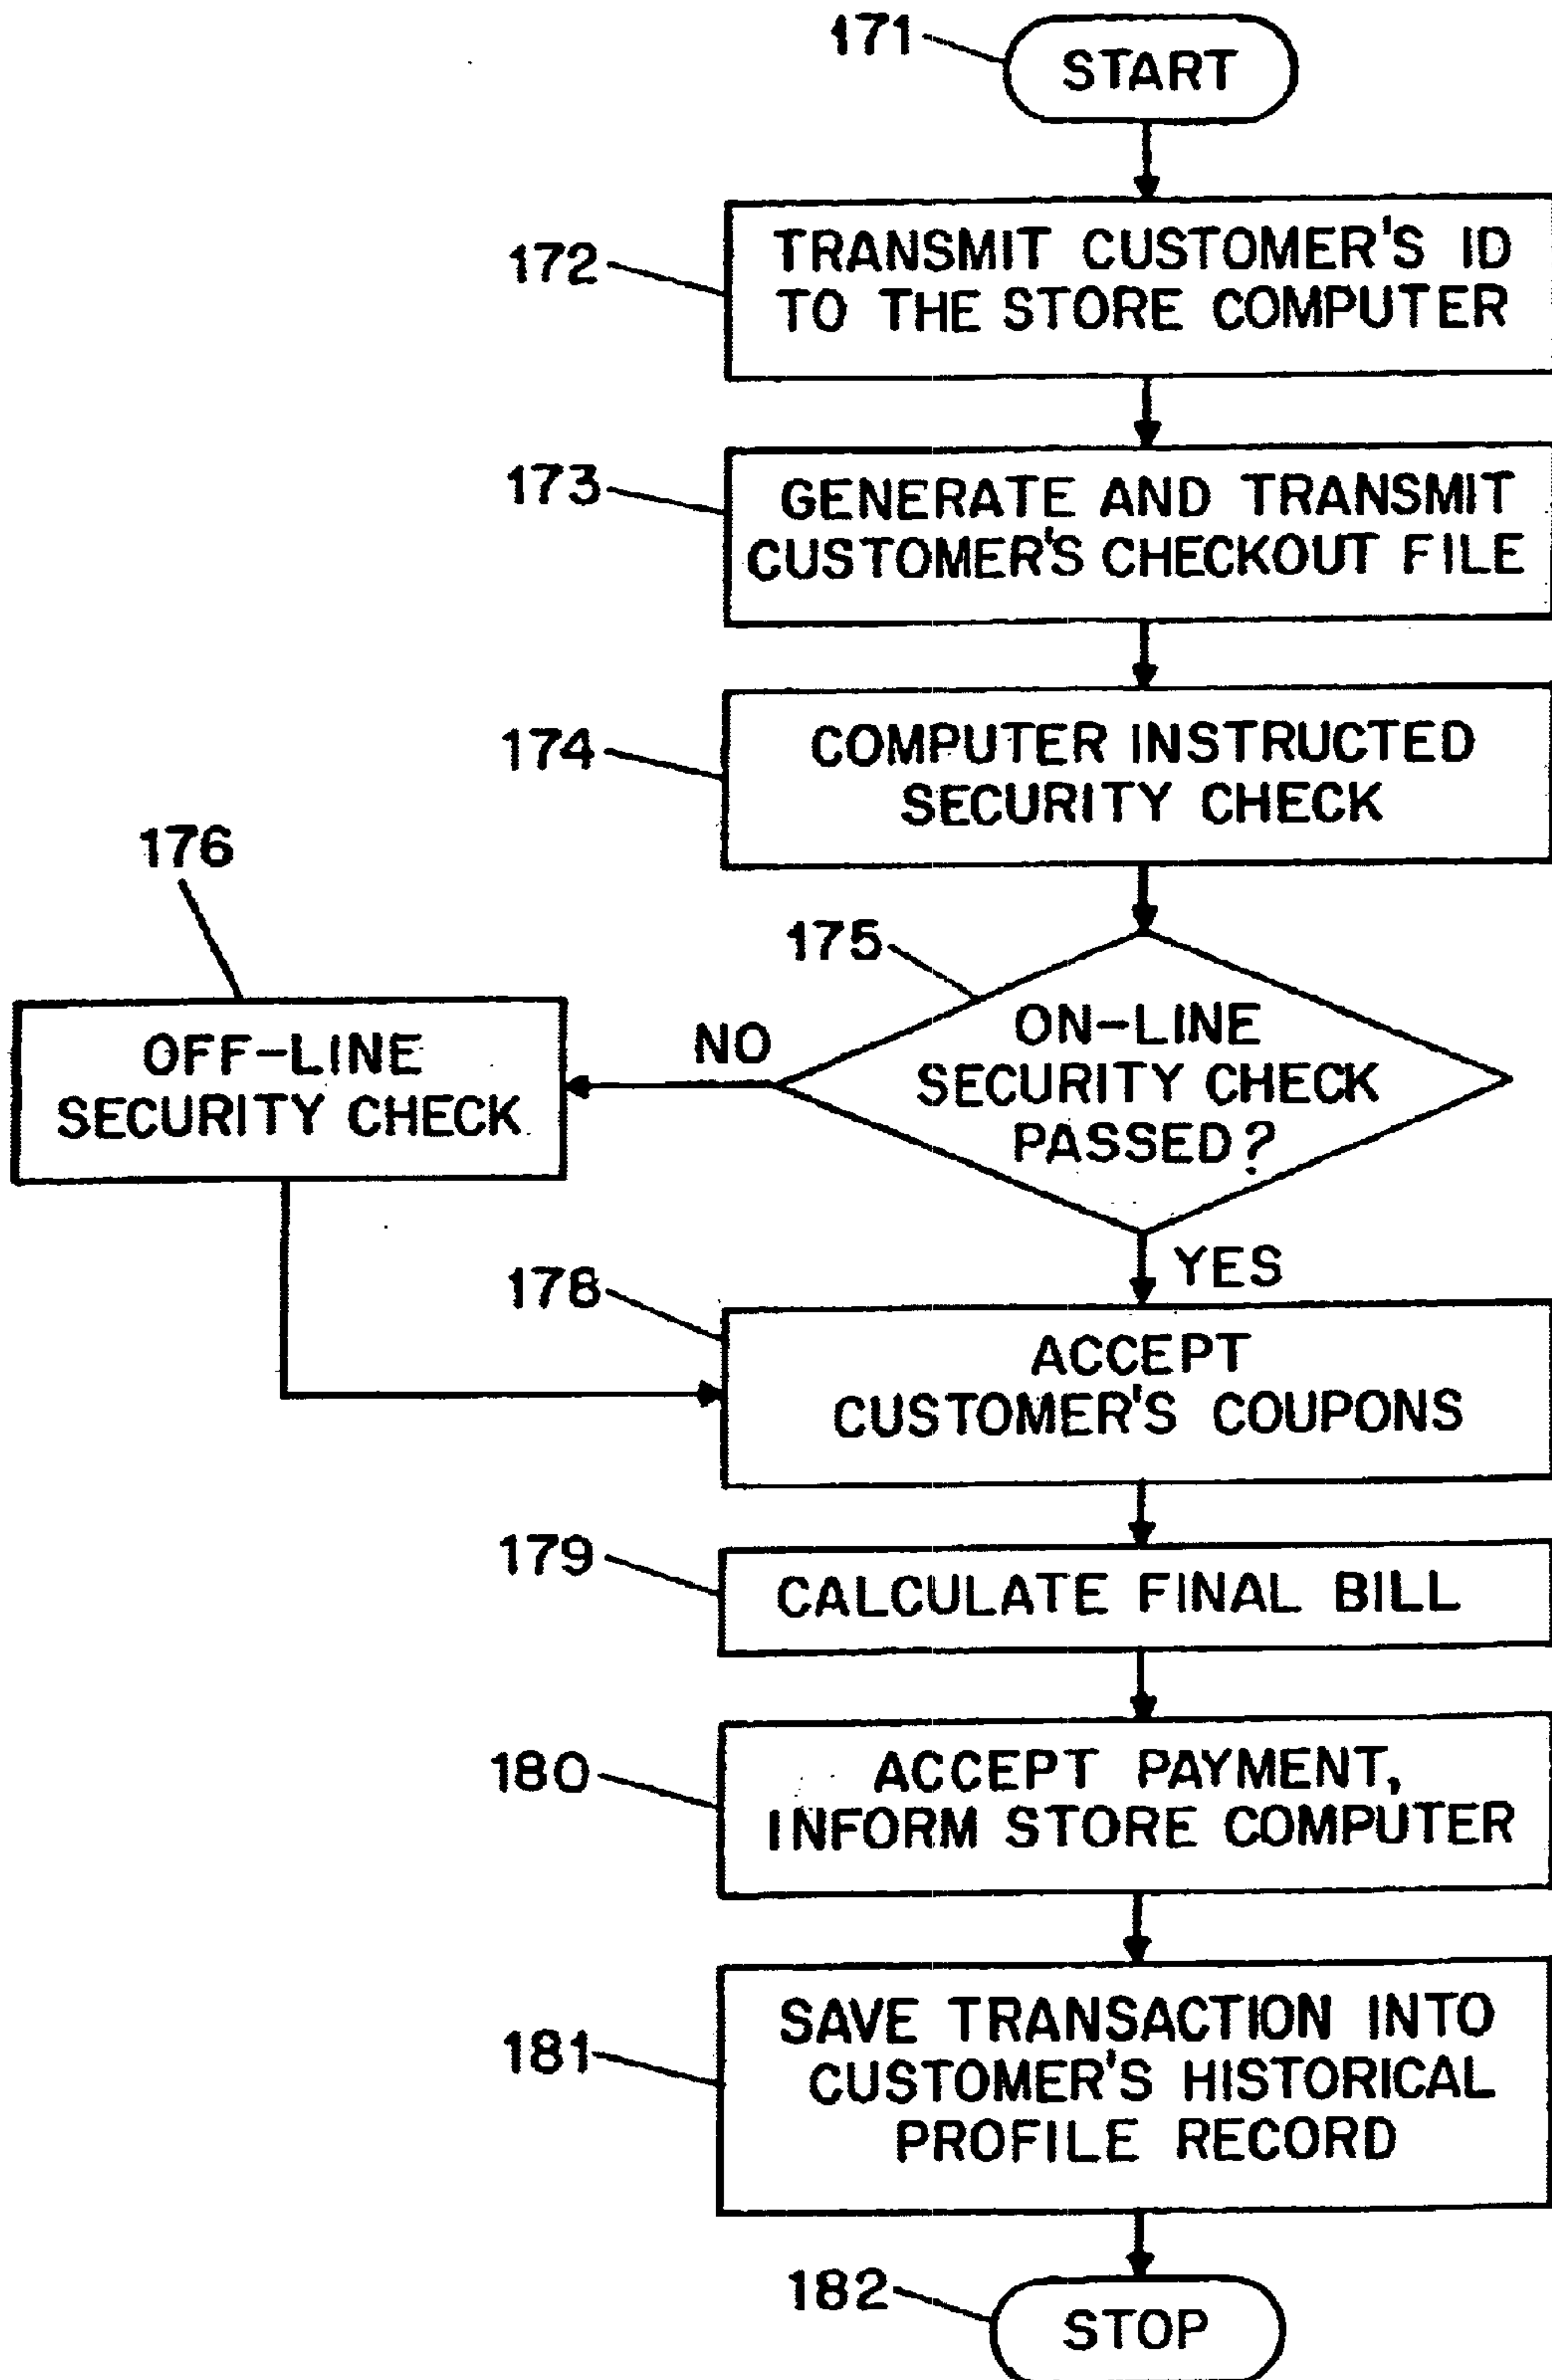 171
START
172
TRANSMIT CUSTOMER'S ID
TO THE STORE COMPUTER
173
GENERATE AND TRANSMIT
CUSTOMER'S CHECKOUT FILE
174
COMPUTER INSTRUCTED
SECURITY CHECK
175
ON-LINE
SECURITY CHECK
PASSED?
NO
176
OFF-LINE
SECURITY CHECK
YES
178
ACCEPT
CUSTOMER'S COUPONS
179
CALCULATE FINAL BILL
180
ACCEPT PAYMENT,
INFORM STORE COMPUTER
181
SAVE TRANSACTION INTO
CUSTOMER'S HISTORICAL
PROFILE RECORD
182
STOP